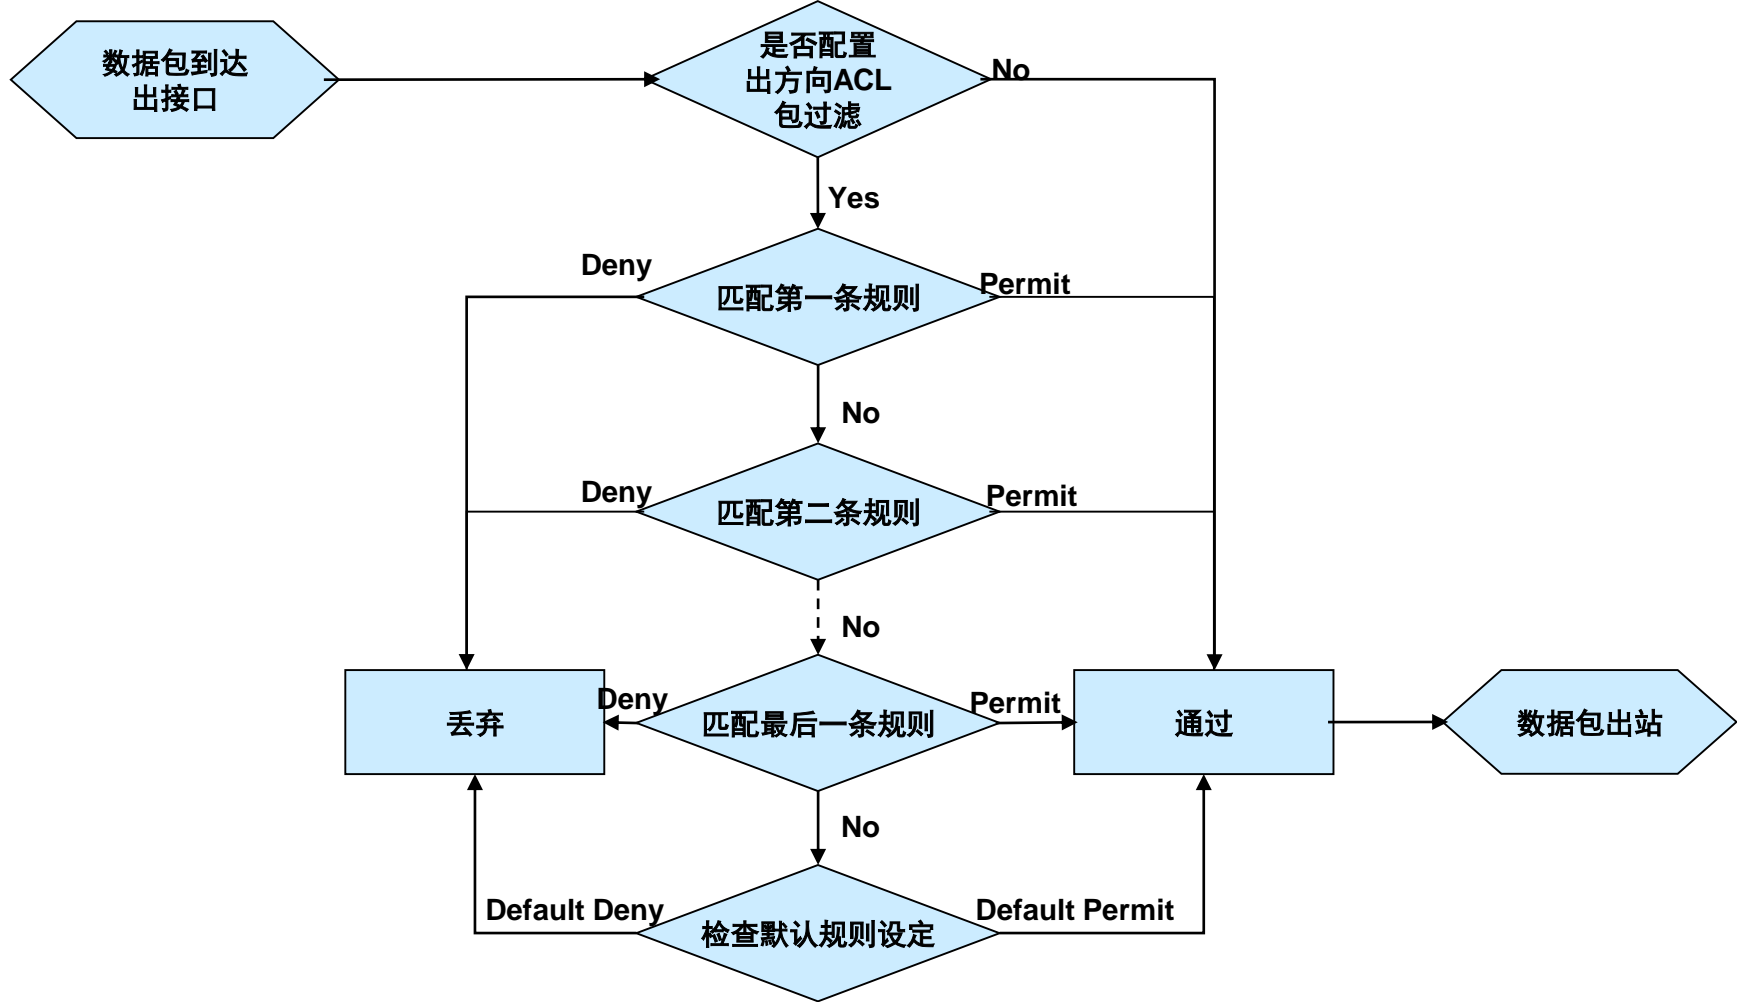 数据包到达
出接口
是否配置
出方向ACL
包过滤
No
Yes
Deny
匹配第一条规则
Permit
No
Deny
匹配第二条规则
Permit
No
丢弃
Deny
匹配最后一条规则
Permit
通过
数据包出站
No
Default Deny
检查默认规则设定
Default Permit